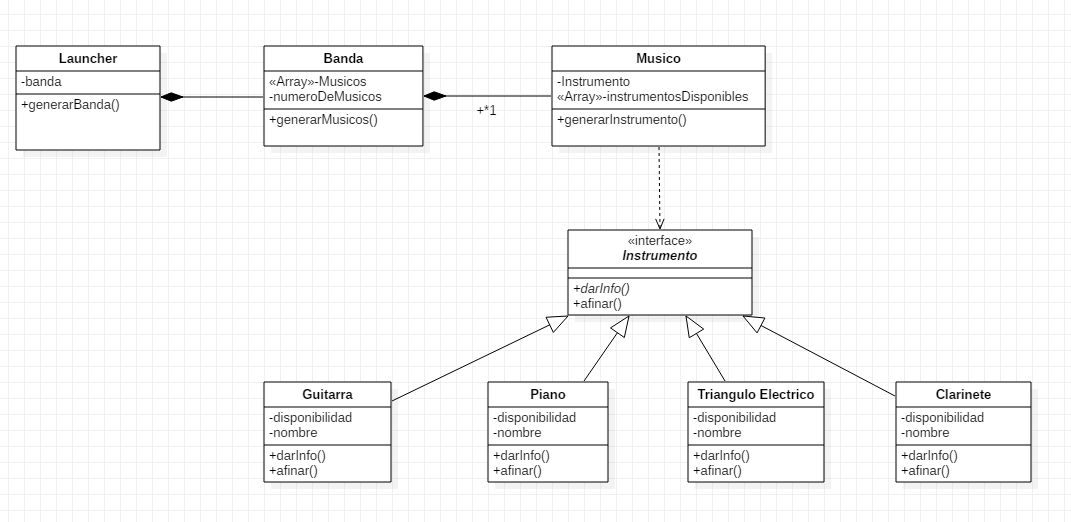 Launcher
-banda
+generarBanda()
Banda
«Array»-Musicos
-numeroDeMusicos
+generarMusicos()
+*1
Musico
-Instrumento
«Array»-instrumentosDisponibles
+generarInstrumento()
«interface»
Instrumento
+darInfo()
+afinar()
Guitarra
-disponibilidad
-nombre
+darInfo()
+afinar()
Piano
-disponibilidad
-nombre
+darInfo()
+afinar()
Triangulo Electrico
-disponibilidad
-nombre
+darInfo()
+afinar()
Clarinete
-disponibilidad
-nombre
+darInfo()
+afinar()